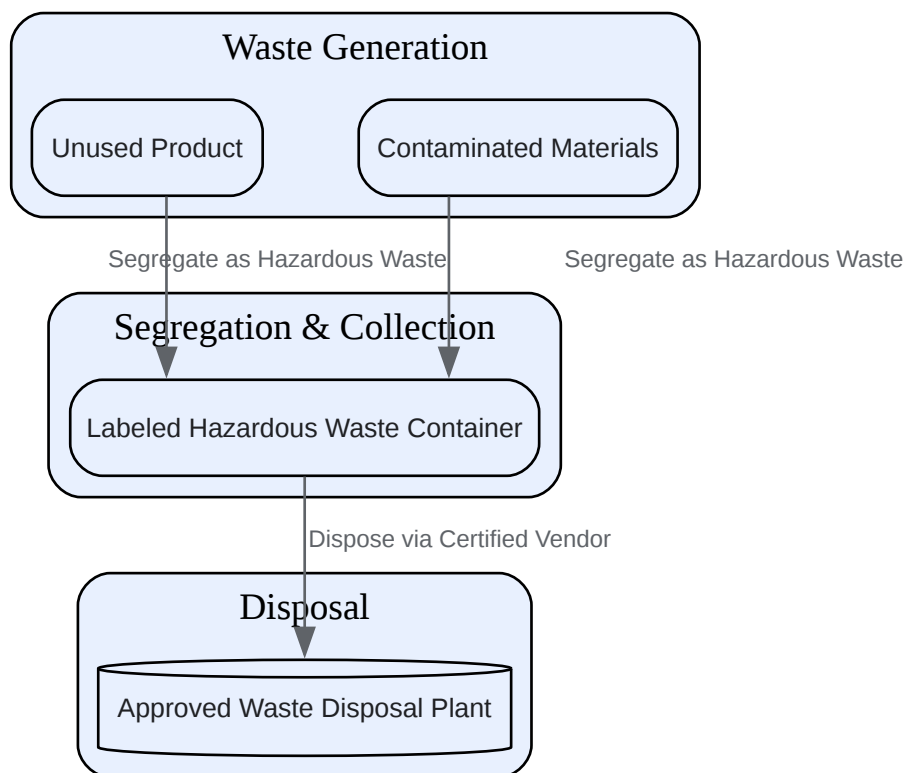 Waste Generation
Unused Product
Contaminated Materials
Segregate as Hazardous Waste
Segregate as Hazardous Waste
Segregation & Collection
Labeled Hazardous Waste Container
Dispose via Certified Vendor
Disposal
Approved Waste Disposal Plant